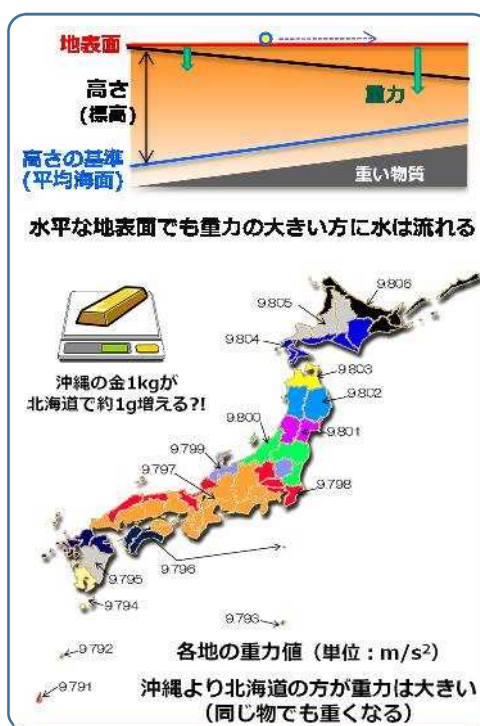 地表面
高さ
(標高)
重力
高さの基準
(平均海面)
重い物質
水平な地表面でも重力の大きい方に水は流れる
9.806
9.805
9.804
9.803
沖縄の金1kgが
北海道で約1g増える?!
9.802
9.800
9.801
9.799
9.797
9.798
9.796
9.795
9.794
9.793
9.792
各地の重力値（単位：m/s²）
9.791
沖縄より北海道の方が重力は大きい
（同じ物でも重くなる）